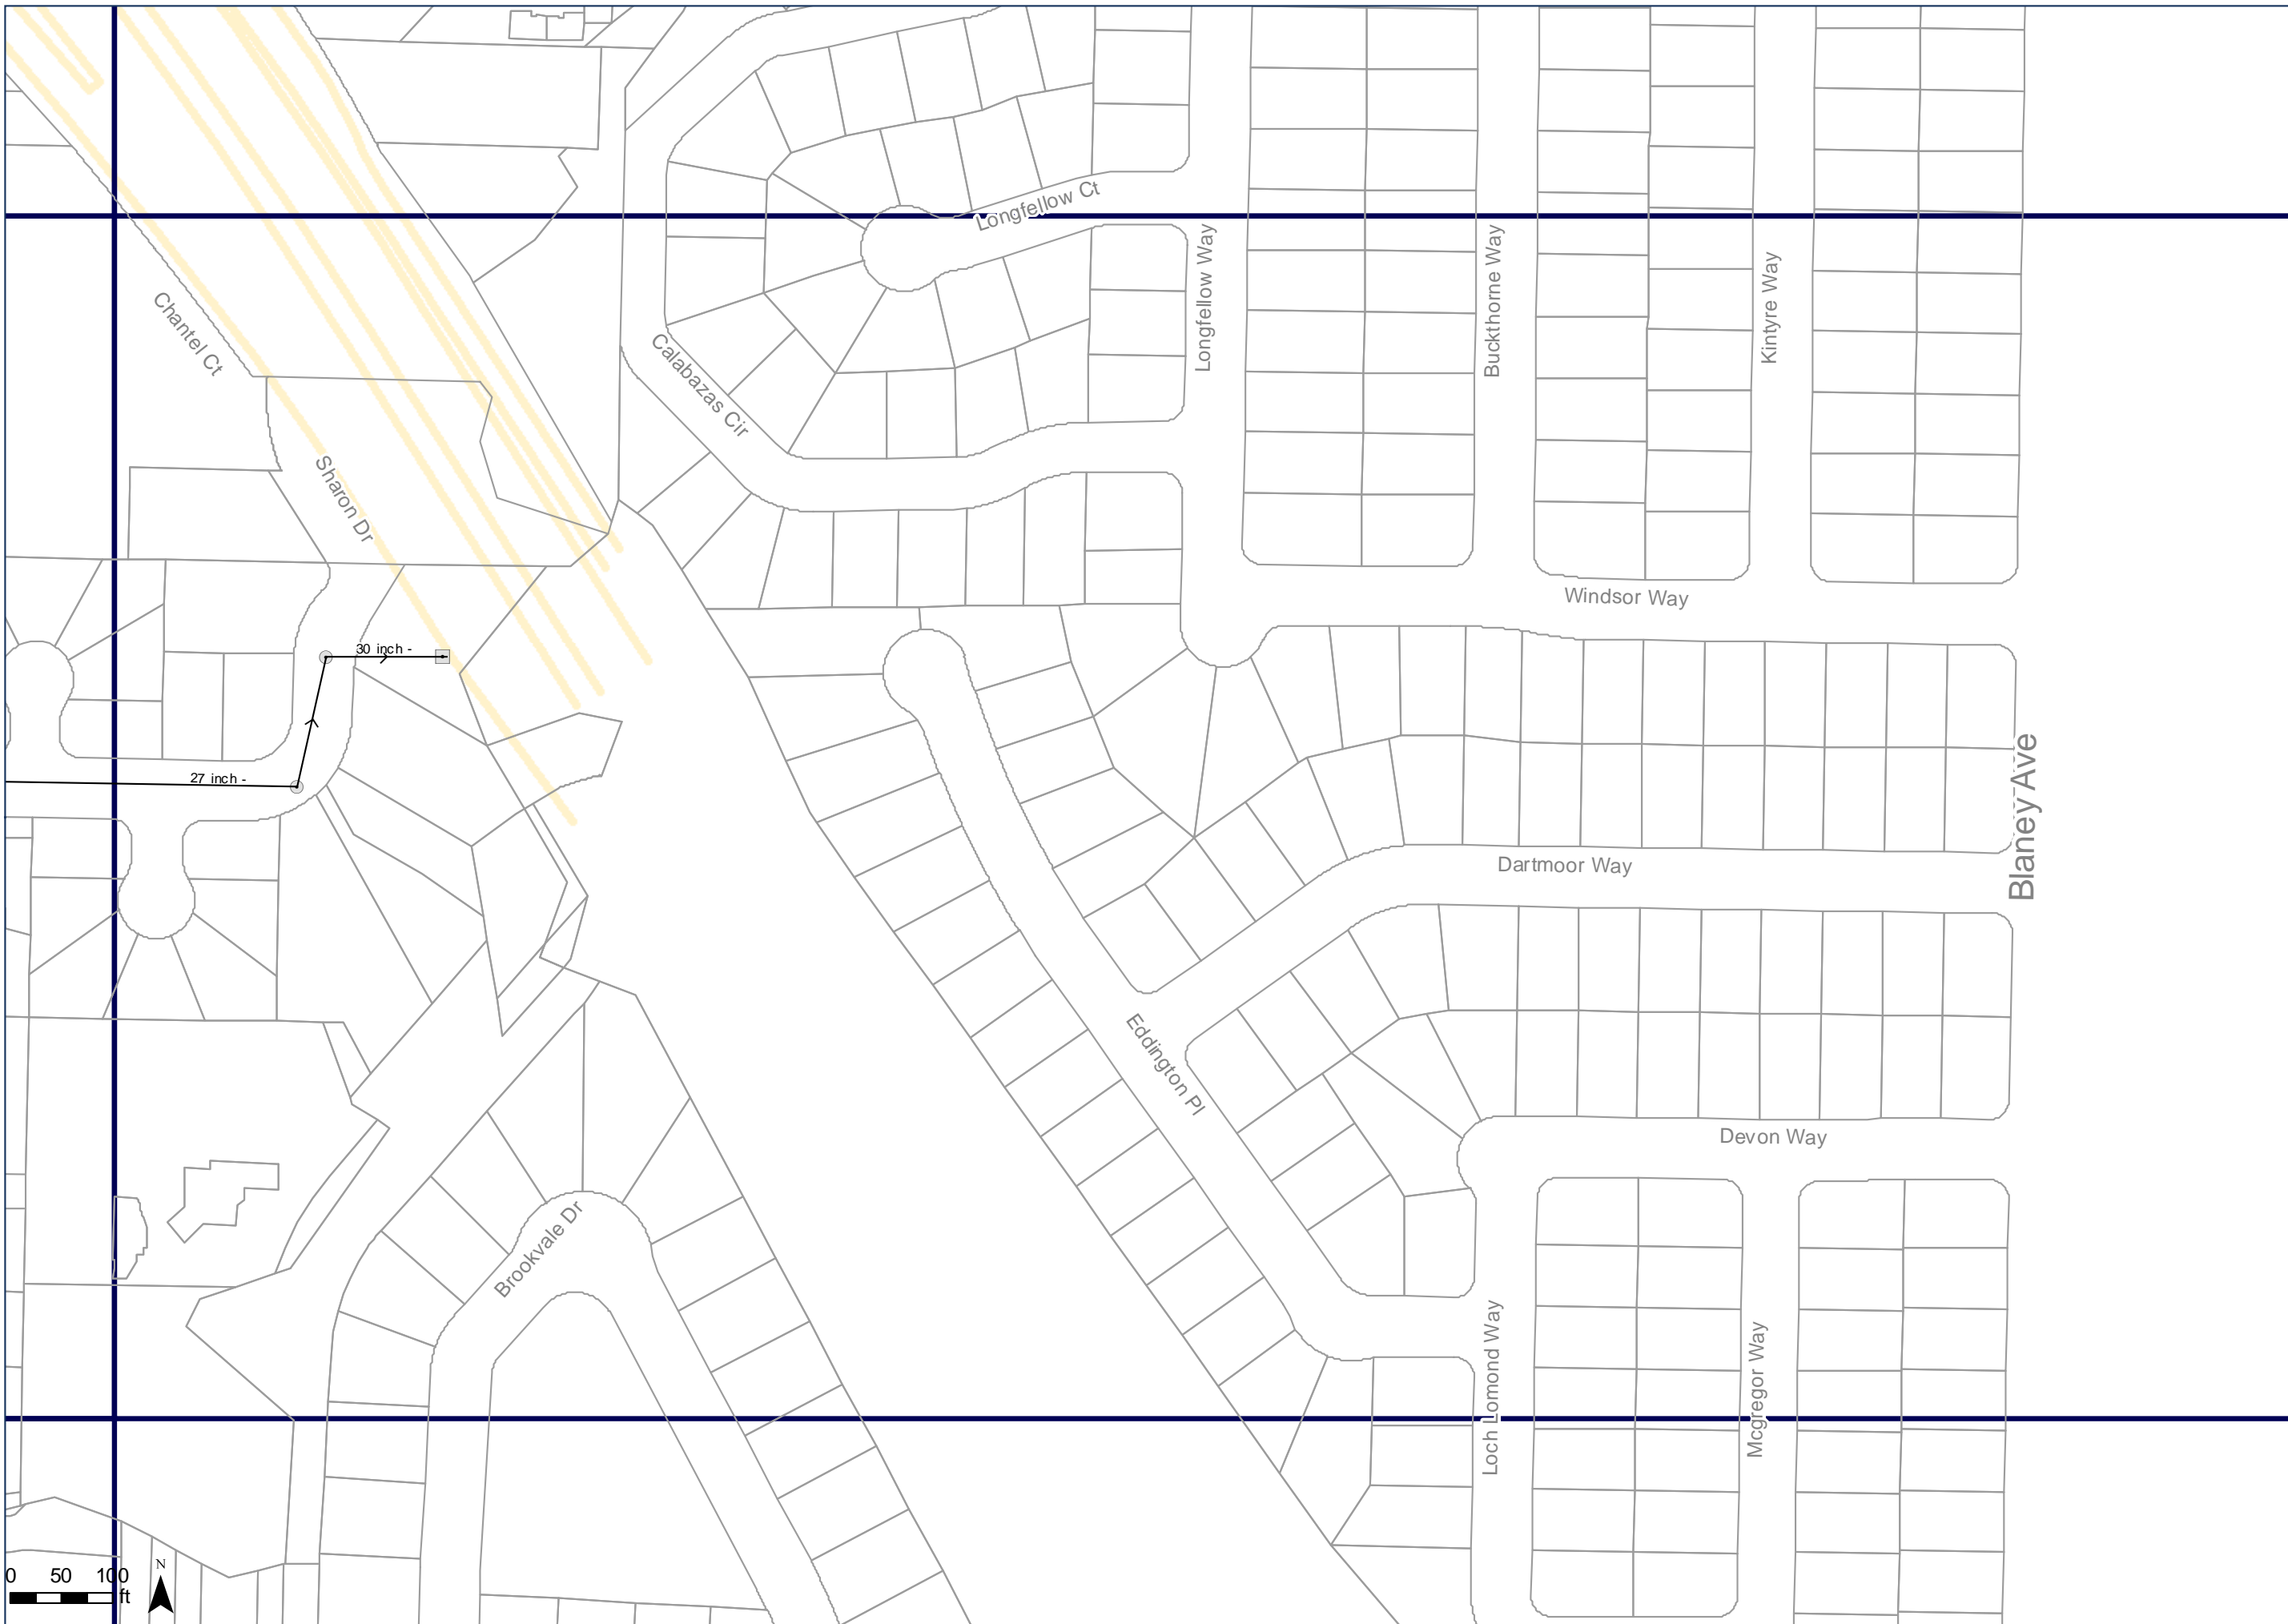 Longfellow Ct
Longfellow Way
Buckthorne Way
Kintyre Way
Chantel Ct
Calabazas Cir
Sharon Dr
Windsor Way
30 inch -
27 inch -
Blaney Ave
Dartmoor Way
Eddington Pl
Devon Way
Brookvale Dr
Loch Lomond Way
Mcgregor Way
N
0 50 100
ft